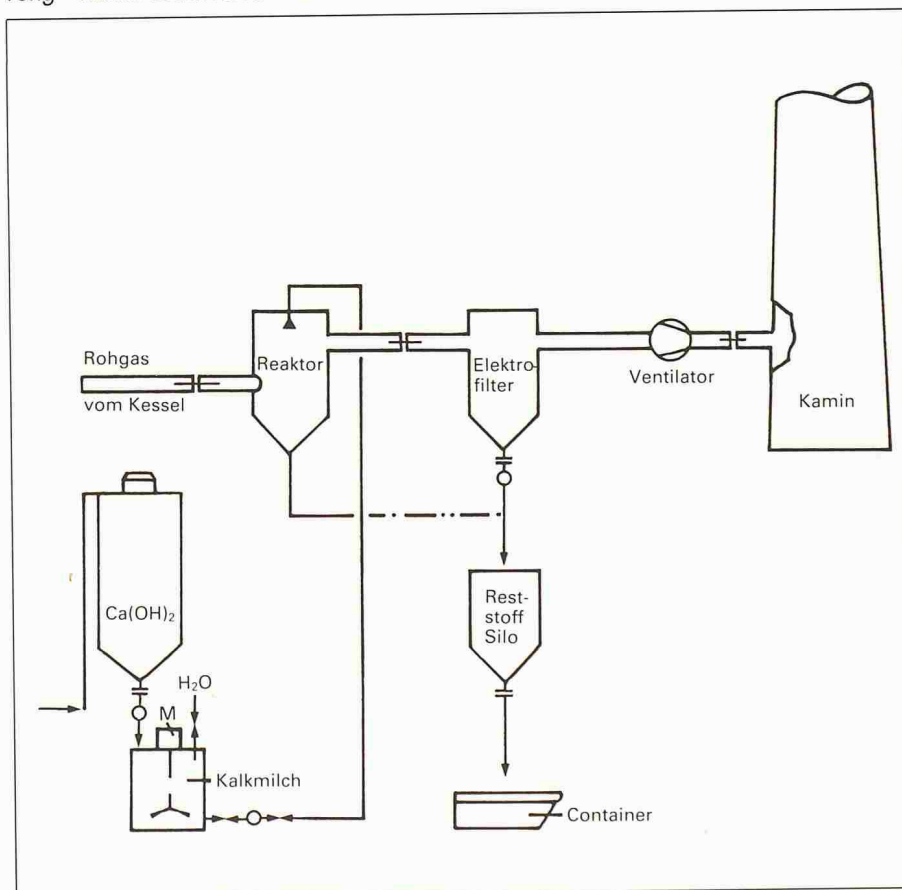 Rohgas
vom Kessel
Reaktor
Elektro-
filter
Ventilator
Kamin
Ca(OH)₂
H₂O
M
Kalkmilch
Rest-
stoff
Silo
Container